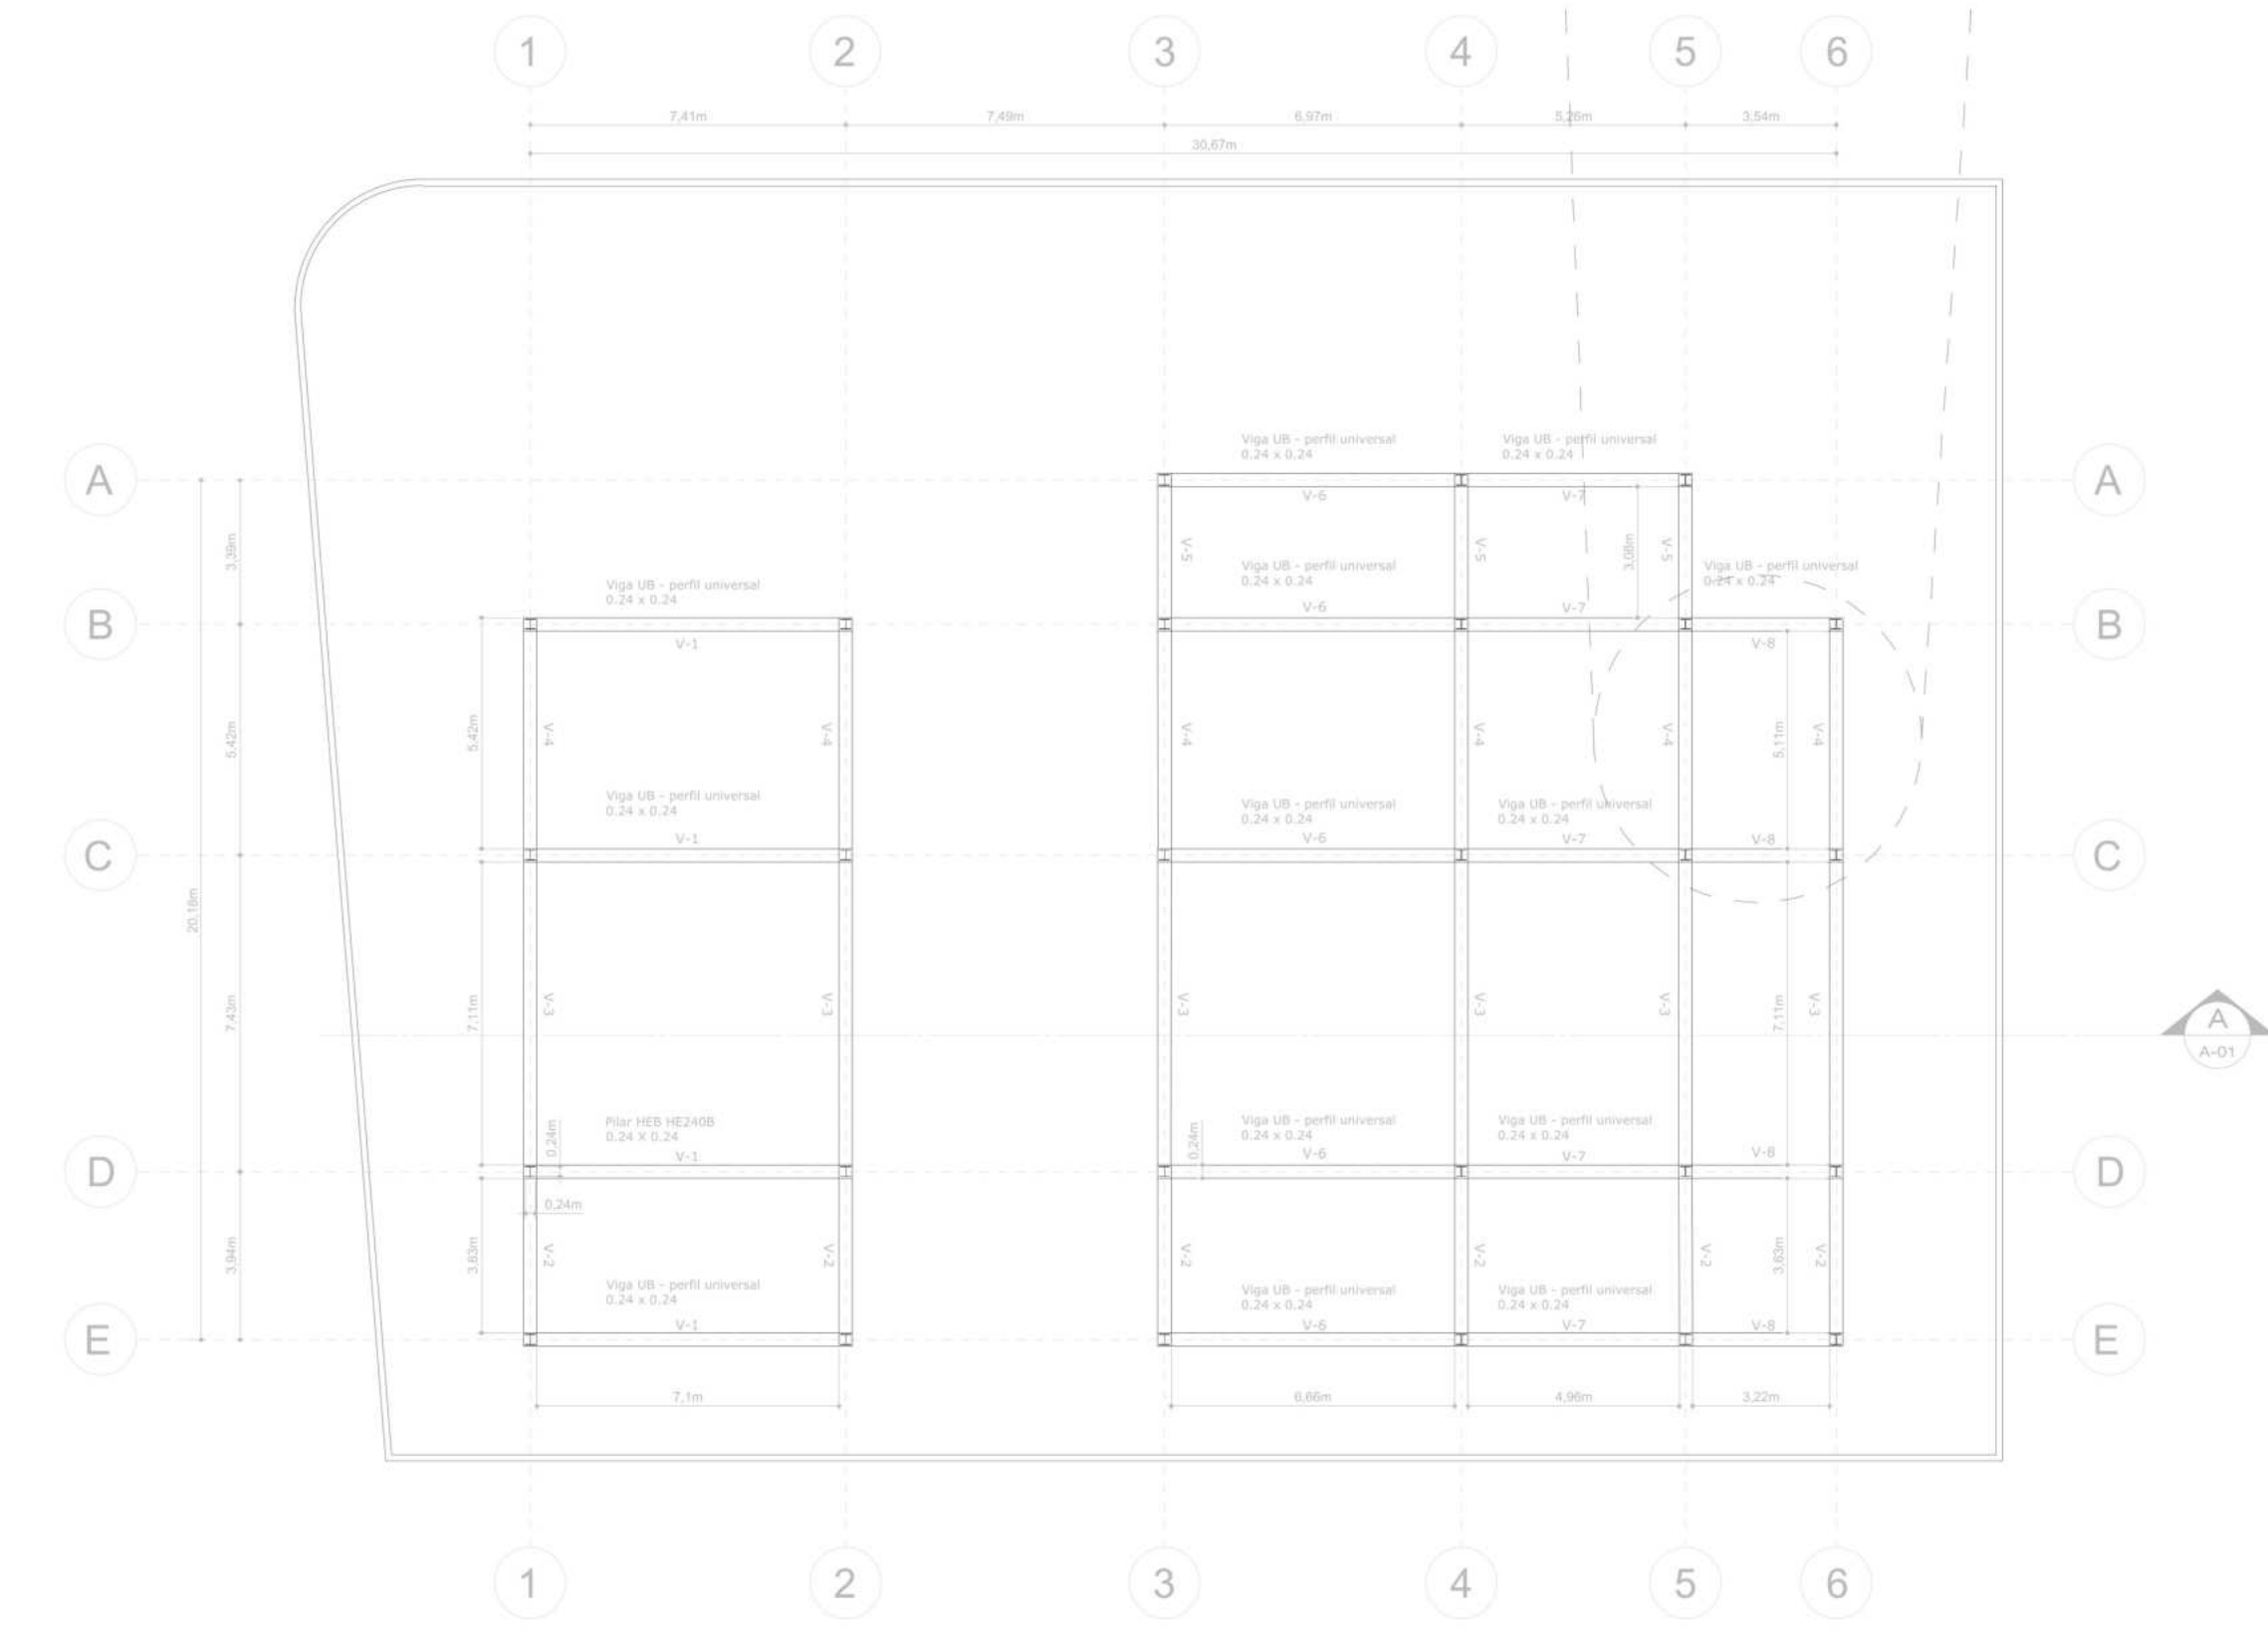 1 2 3 4 5 6
7,41m 7,49m 6,97m 5,26m 3,54m
30,67m
Viga UB - perfil universal Viga UB - perfil universal
0.24 x 0.24 0.24 x 0.24
A A
V-6 V-7
3,39m V-5 V-5 3,08m V-5
Viga UB - perfil universal Viga UB - perfil universal
0.24 x 0.24 0.24 x 0.24
Viga UB - perfil universal
0.24 x 0.24
V-6 V-7
B B
V-1 V-8
5,42m 5,42m V-4 V-4 V-4 V-4 V-4 5,11m V-4
Viga UB - perfil universal
0.24 x 0.24
Viga UB - perfil universal Viga UB - perfil universal
0.24 x 0.24 0.24 x 0.24
V-1 V-6 V-7 V-8
C C
20,18m
7,43m 7,11m V-3 V-3 V-3 V-3 V-3 7,11m V-3
A
A-01
Pilar HEB HE240B
0.24 X 0.24
0,24m 0,24m
Viga UB - perfil universal Viga UB - perfil universal
0.24 x 0.24 0.24 x 0.24
V-1 V-6 V-7 V-8
D D
0,24m
3,94m 3,63m V-2 V-2 V-2 V-2 V-2 3,63m V-2
Viga UB - perfil universal
0.24 x 0.24
Viga UB - perfil universal Viga UB - perfil universal
0.24 x 0.24 0.24 x 0.24
V-1 V-6 V-7 V-8
E E
7,1m 6,66m 4,96m 3,22m
1 2 3 4 5 6